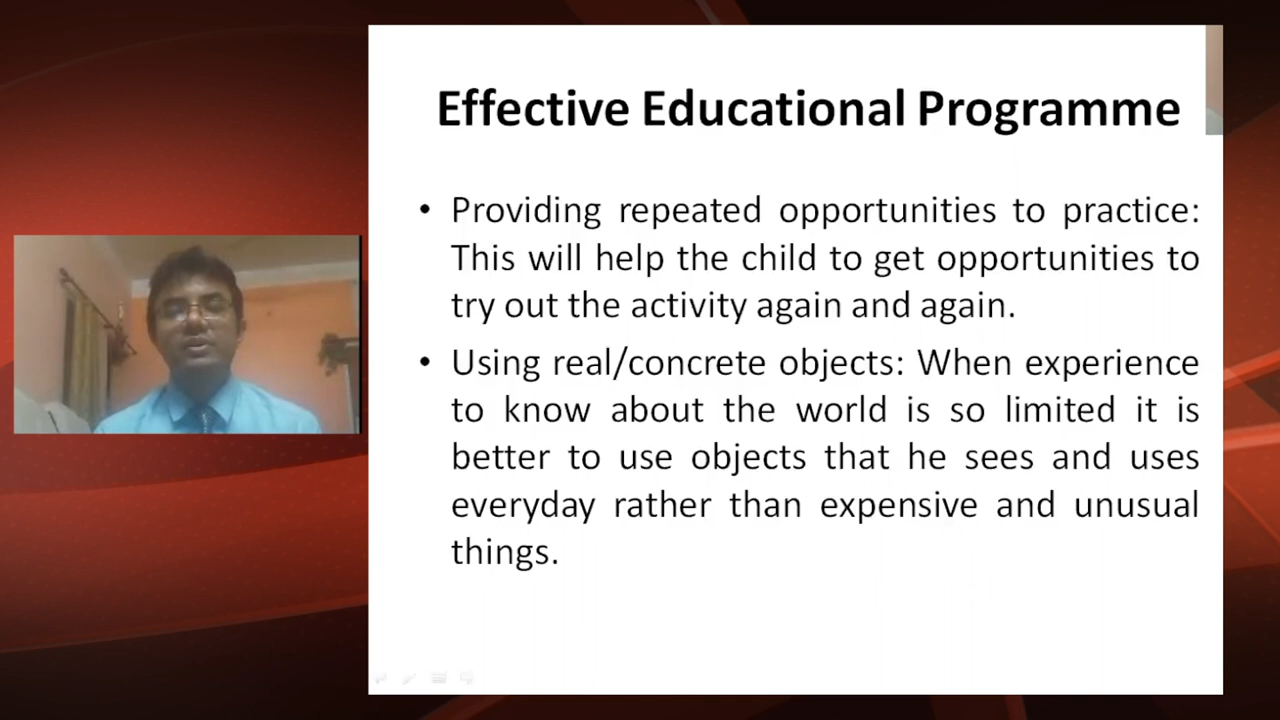 Effective Educational Programme
• Providing repeated opportunities to practice:
This will help the child to get opportunities to
try out the activity again and again.
• Using real/concrete objects: When experience
to know about the world is so limited it is
better to use objects that he sees and uses
everyday rather than expensive and unusual
things.